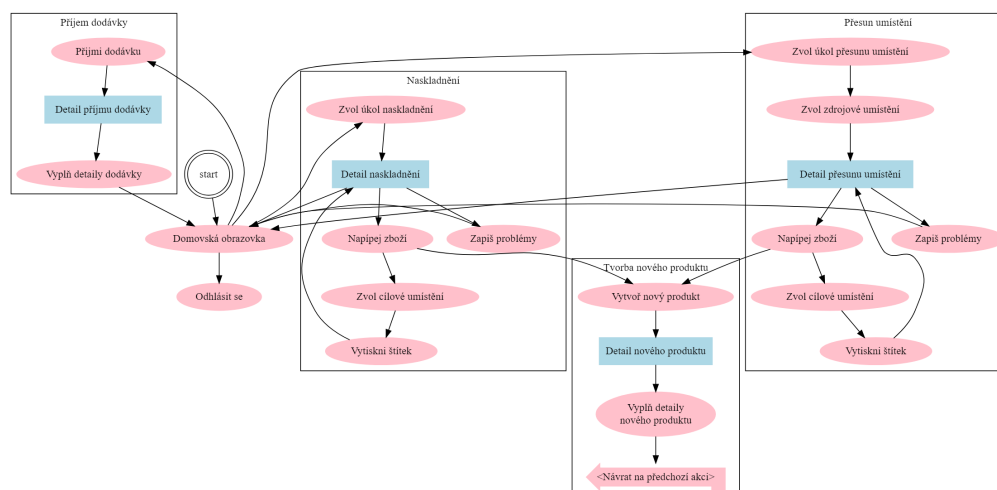 Příjem dodávky
Přijmi dodávku
Detail příjmu dodávky
Vyplň detaily dodávky
start
Domovská obrazovka
Odhlásit se
Naskladnění
Zvol úkol naskladnění
Detail naskladnění
Napípej zboží
Zapiš problémy
Zvol cílové umístění
Vytiskni štítek
Tvorba nového produktu
Vytvoř nový produkt
Detail nového produktu
Vyplň detaily
nového produktu
<Návrat na předchozí akci>
Přesun umístění
Zvol úkol přesunu umístění
Zvol zdrojové umístění
Detail přesunu umístění
Napípej zboží
Zapiš problémy
Zvol cílové umístění
Vytiskni štítek